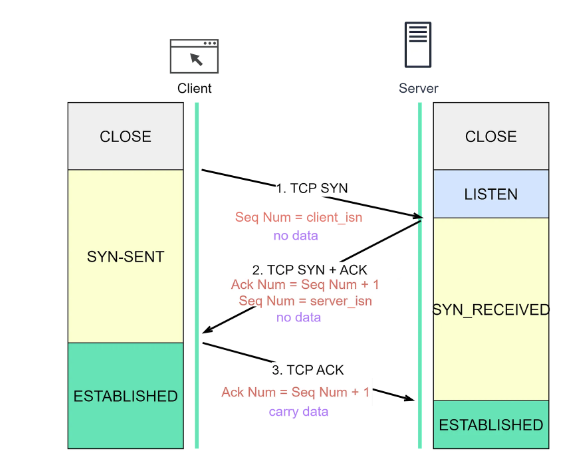 Client
Server
CLOSE
CLOSE
1. TCP SYN
LISTEN
Seq Num = client_isn
no data
SYN-SENT
2. TCP SYN + ACK
Ack Num = Seq Num + 1
Seq Num = server_isn
no data
SYN_RECEIVED
3. TCP ACK
ESTABLISHED
Ack Num = Seq Num + 1
carry data
ESTABLISHED